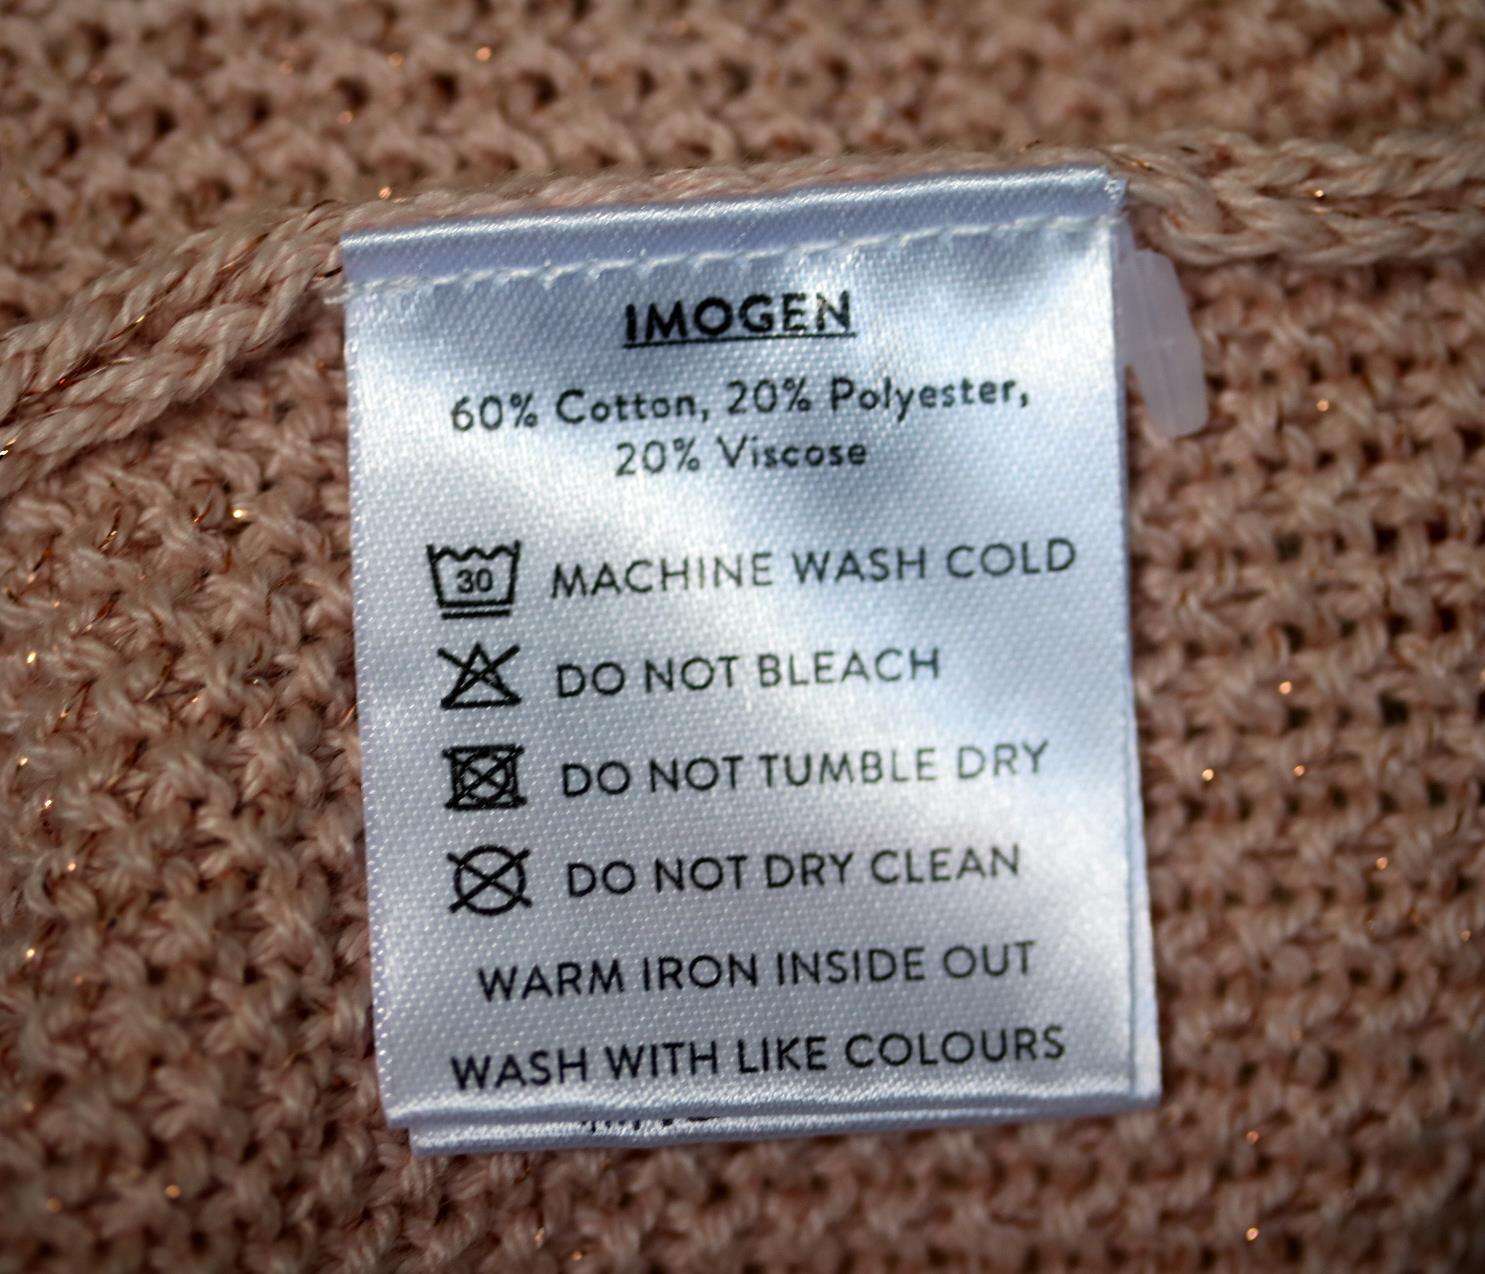 IMOGEN
60% Cotton, 20% Polyester,
20% Viscose
30 MACHINE WASH COLD
DO NOT BLEACH
DO NOT TUMBLE DRY
DO NOT DRY CLEAN
WARM IRON INSIDE OUT
WASH WITH LIKE COLOURS